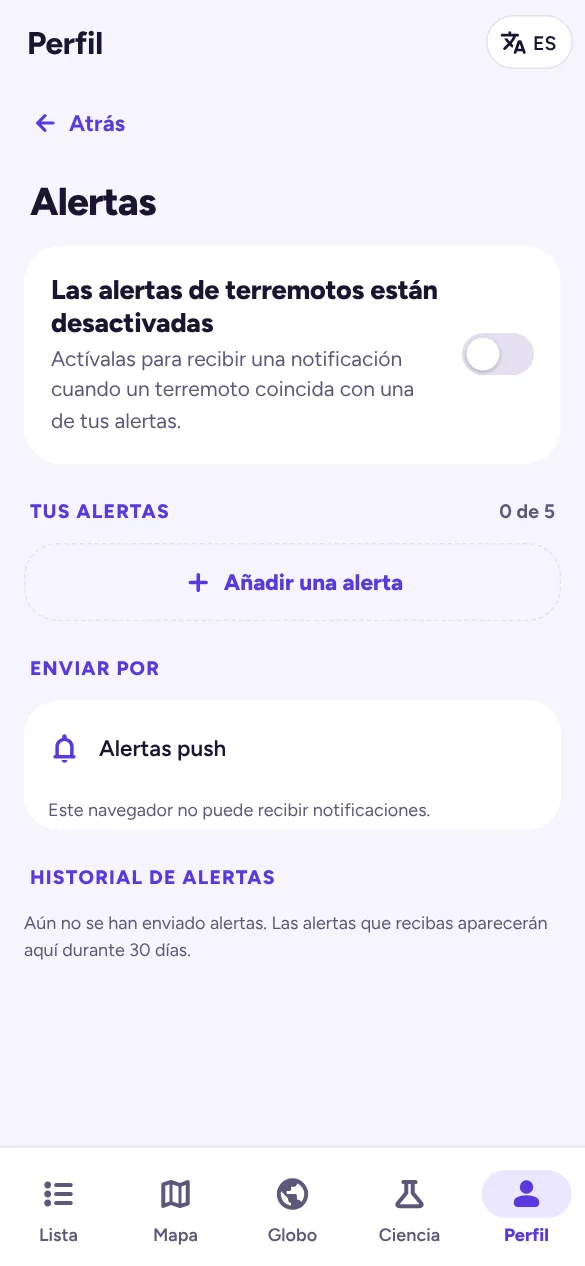 Perfil
ES
Atrás
Alertas
Las alertas de terremotos están
desactivadas
Actívalas para recibir una notificación
cuando un terremoto coincida con una
de tus alertas.
TUS ALERTAS
0 de 5
Añadir una alerta
ENVIAR POR
Alertas push
Este navegador no puede recibir notificaciones.
HISTORIAL DE ALERTAS
Aún no se han enviado alertas. Las alertas que recibas aparecerán
aquí durante 30 días.
Lista
Mapa
Globo
Ciencia
Perfil